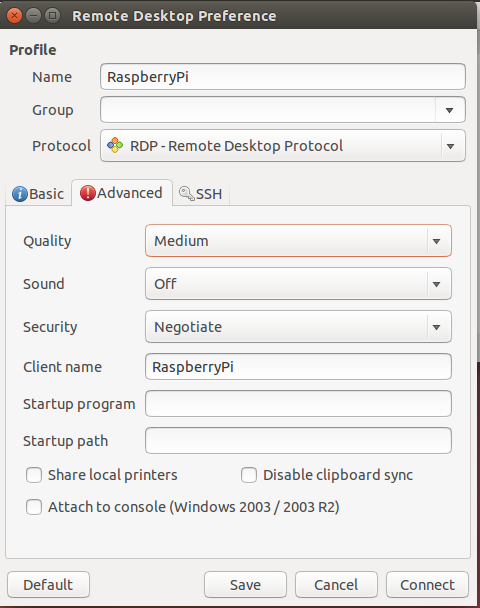 Remote Desktop Preference
Profile
Name RaspberryPi
Group
Protocol RDP - Remote Desktop Protocol
Basic Advanced SSH
Quality Medium
Sound Off
Security Negotiate
Client name RaspberryPi
Startup program
Startup path
Share local printers Disable clipboard sync
Attach to console (Windows 2003 / 2003 R2)
Default Save Cancel Connect